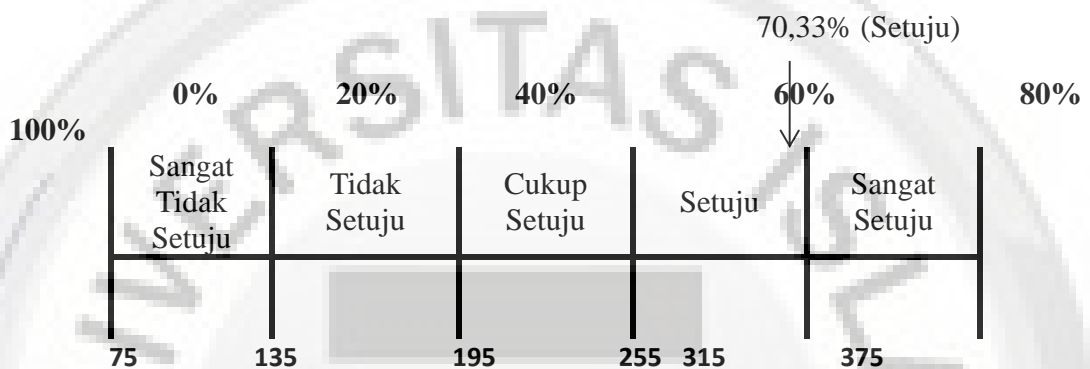 70,33% (Setuju)
0% 20% 40% 60% 80%
100%
Sangat
Tidak
Setuju
Tidak
Setuju
Cukup
Setuju
Setuju
Sangat
Setuju
75 135 195 255 315 375